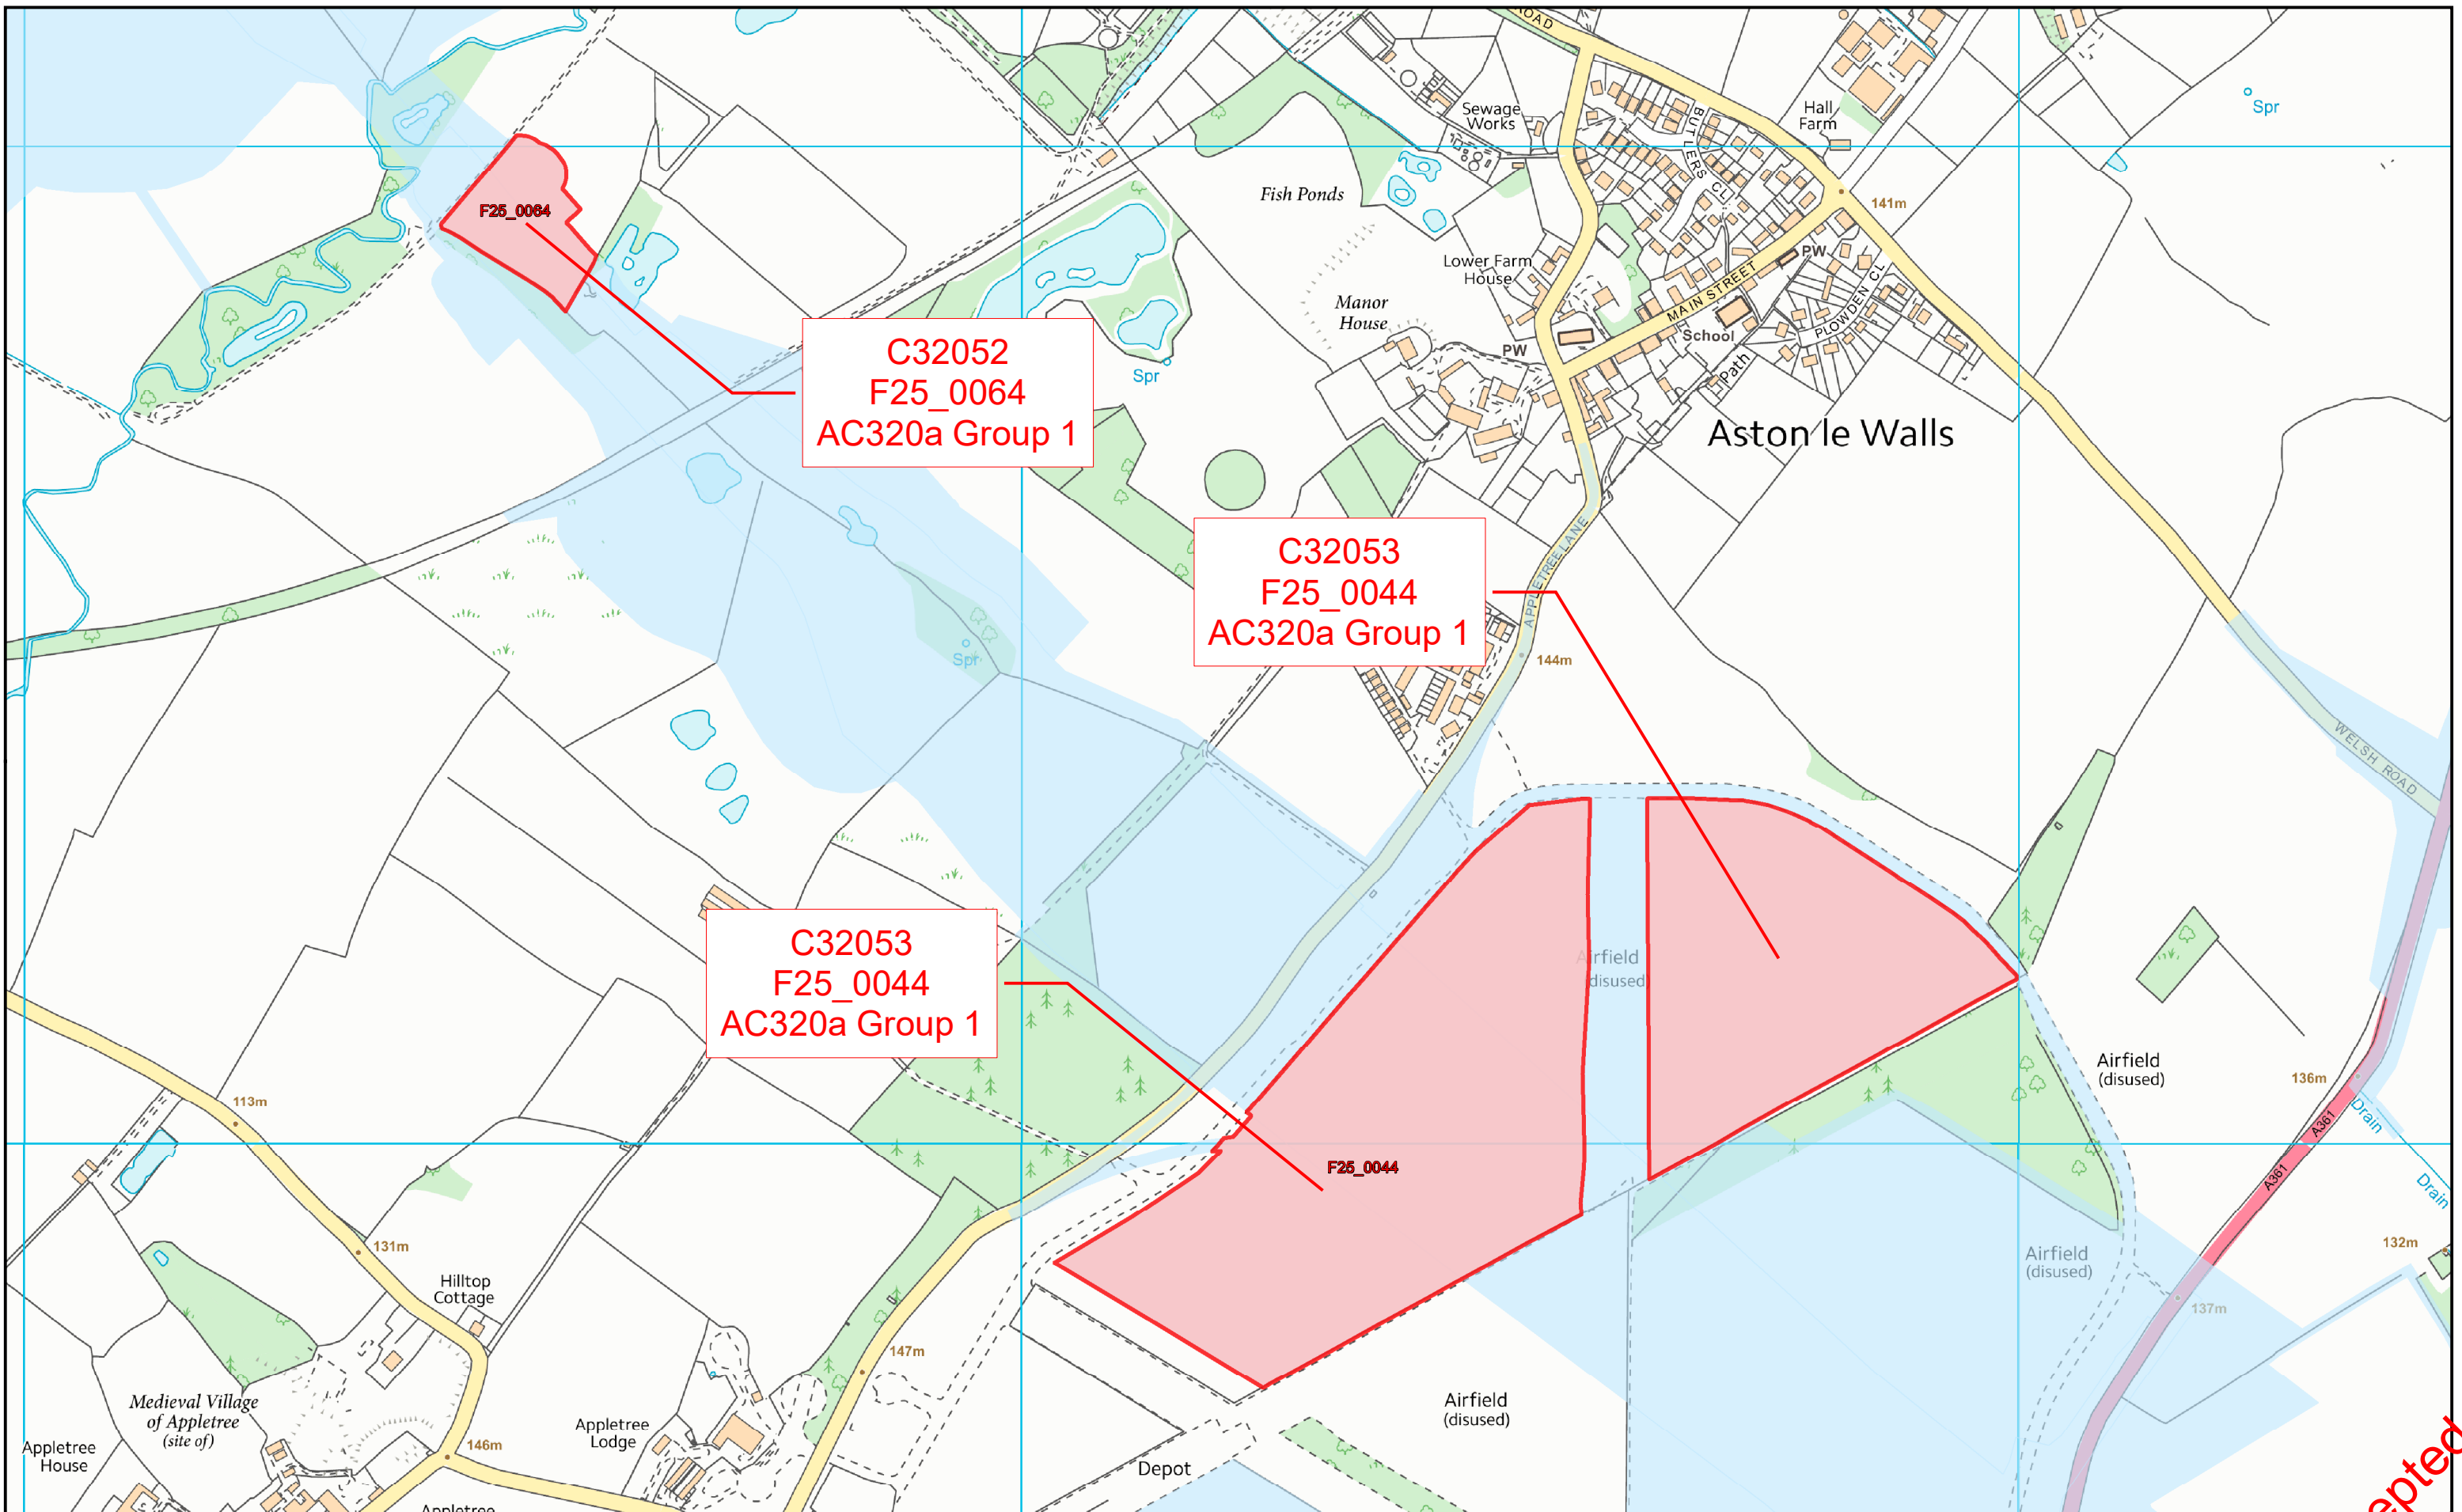 ROAD
Sewage
Works
Hall
Farm
BUTLERS CL
Spr
Fish Ponds
141m
F25_0064
PW
Lower Farm
House
MAIN STREET
PLOWDEN CL
Manor
House
School
PW
Path
Spr
C32052
F25_0064
AC320a Group 1
Aston le Walls
C32053
F25_0044
AC320a Group 1
APPLETREE LANE
144m
Spr
WELSH ROAD
C32053
F25_0044
AC320a Group 1
Airfield
(disused)
Airfield
(disused)
136m
Drain
A361
113m
F25_0044
A361
Drain
131m
132m
Airfield
(disused)
Hilltop
Cottage
137m
147m
Medieval Village
of Appletree
(site of)
Airfield
(disused)
Appletree
Lodge
146m
Appletree
House
Depot
Appletree
epted